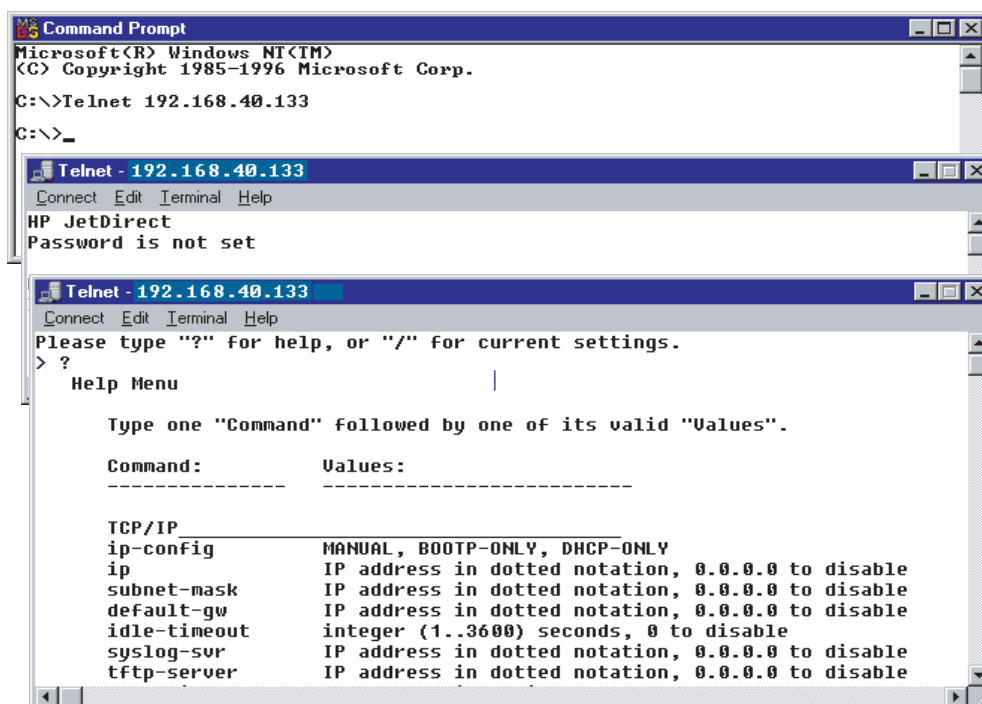 Command Prompt
Microsoft(R) Windows NT(TM)
(C) Copyright 1985-1996 Microsoft Corp.
C:\>Telnet 192.168.40.133
C:\>_
Telnet - 192.168.40.133
Connect Edit Terminal Help
HP JetDirect
Password is not set
Telnet - 192.168.40.133
Connect Edit Terminal Help
Please type "?" for help, or "/" for current settings.
> ?
Help Menu
Type one "Command" followed by one of its valid "Values".
Command: Values:
--------------- --------------------------
TCP/IP
ip-config MANUAL, BOOTP-ONLY, DHCP-ONLY
ip IP address in dotted notation, 0.0.0.0 to disable
subnet-mask IP address in dotted notation, 0.0.0.0 to disable
default-gw IP address in dotted notation, 0.0.0.0 to disable
idle-timeout integer (1..3600) seconds, 0 to disable
syslog-svr IP address in dotted notation, 0.0.0.0 to disable
tftp-server IP address in dotted notation, 0.0.0.0 to disable